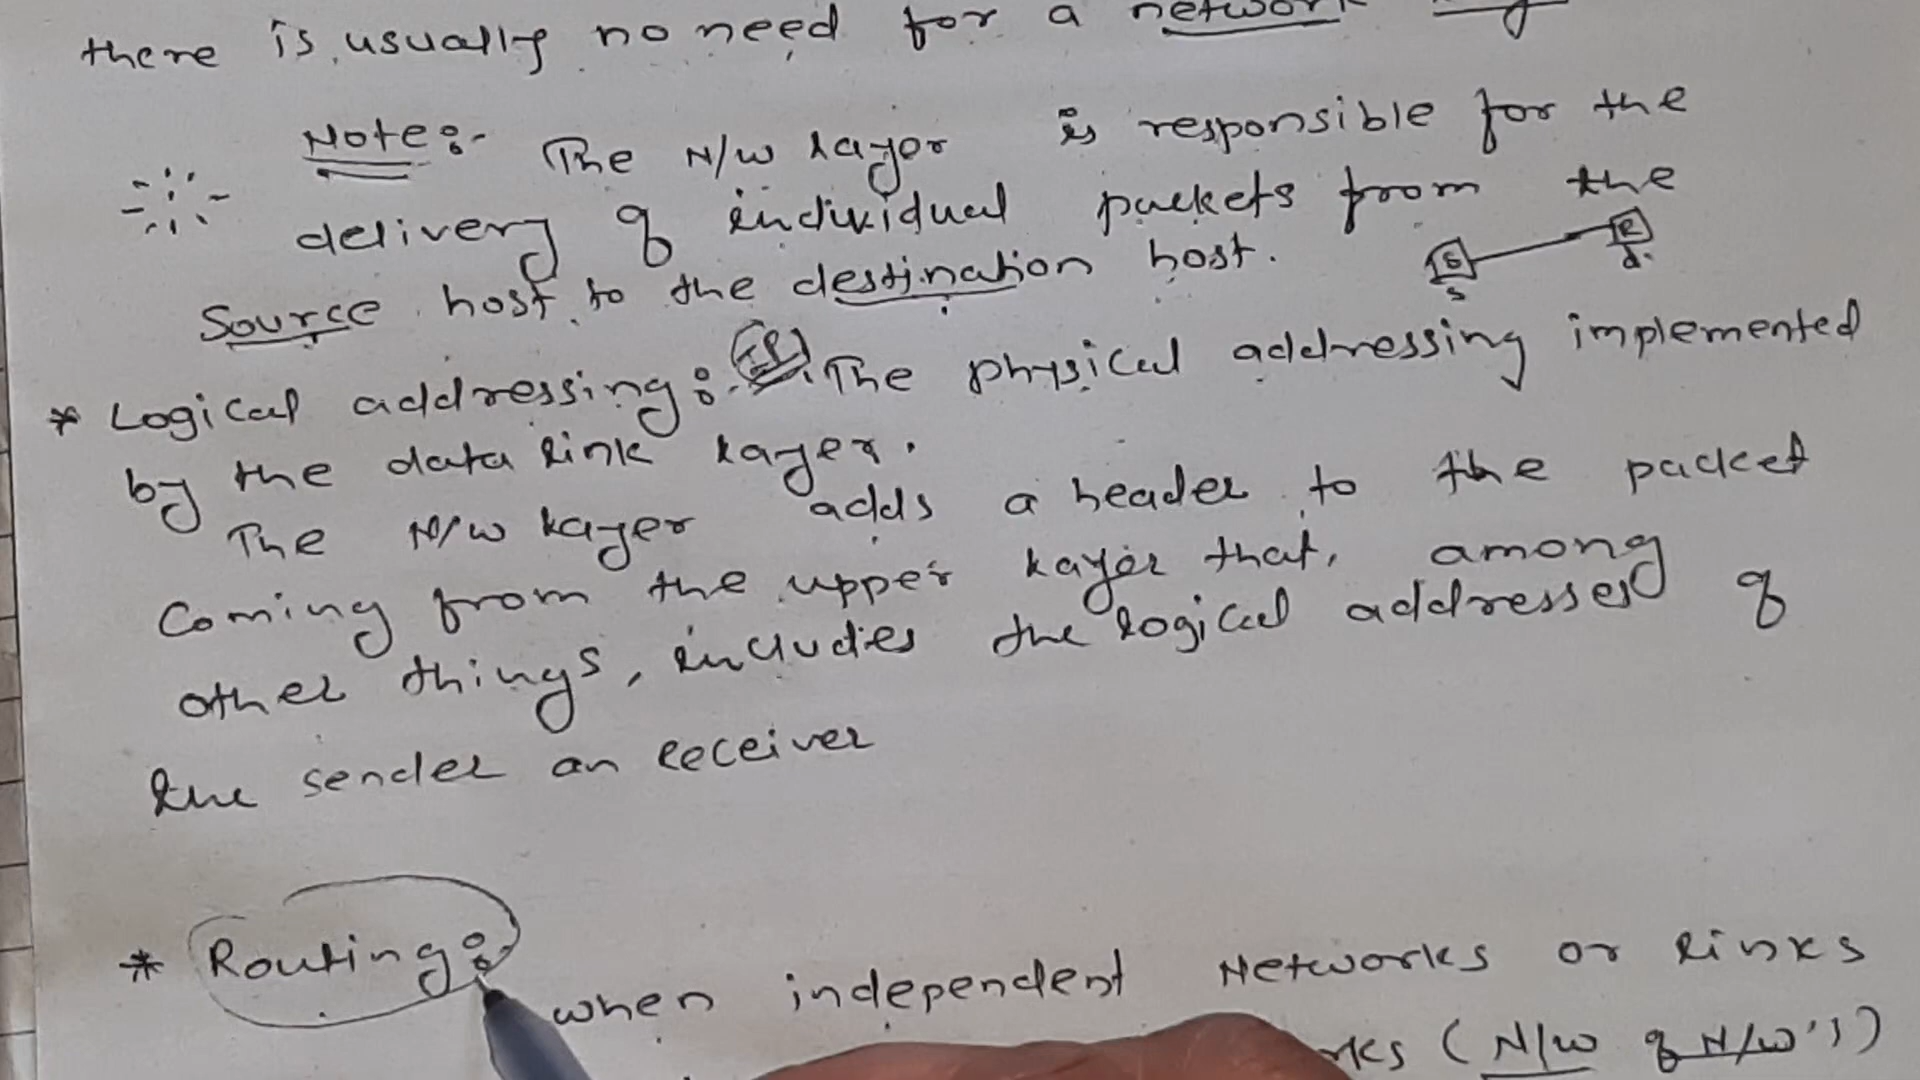 there is usually no need for a network
Note:- The N/W layer is responsible for the
delivery of individual packets from the
Source host to the destination host.
S R
s d.
* Logical addressing:- The physical addressing implemented
by the data link layer.
The N/W layer adds a header to the packet
Coming from the upper layer that, among
other things, includes the logical addresses of
the sender an receiver
* Routing:- when independent Networks or links
(N/W of N/W's)